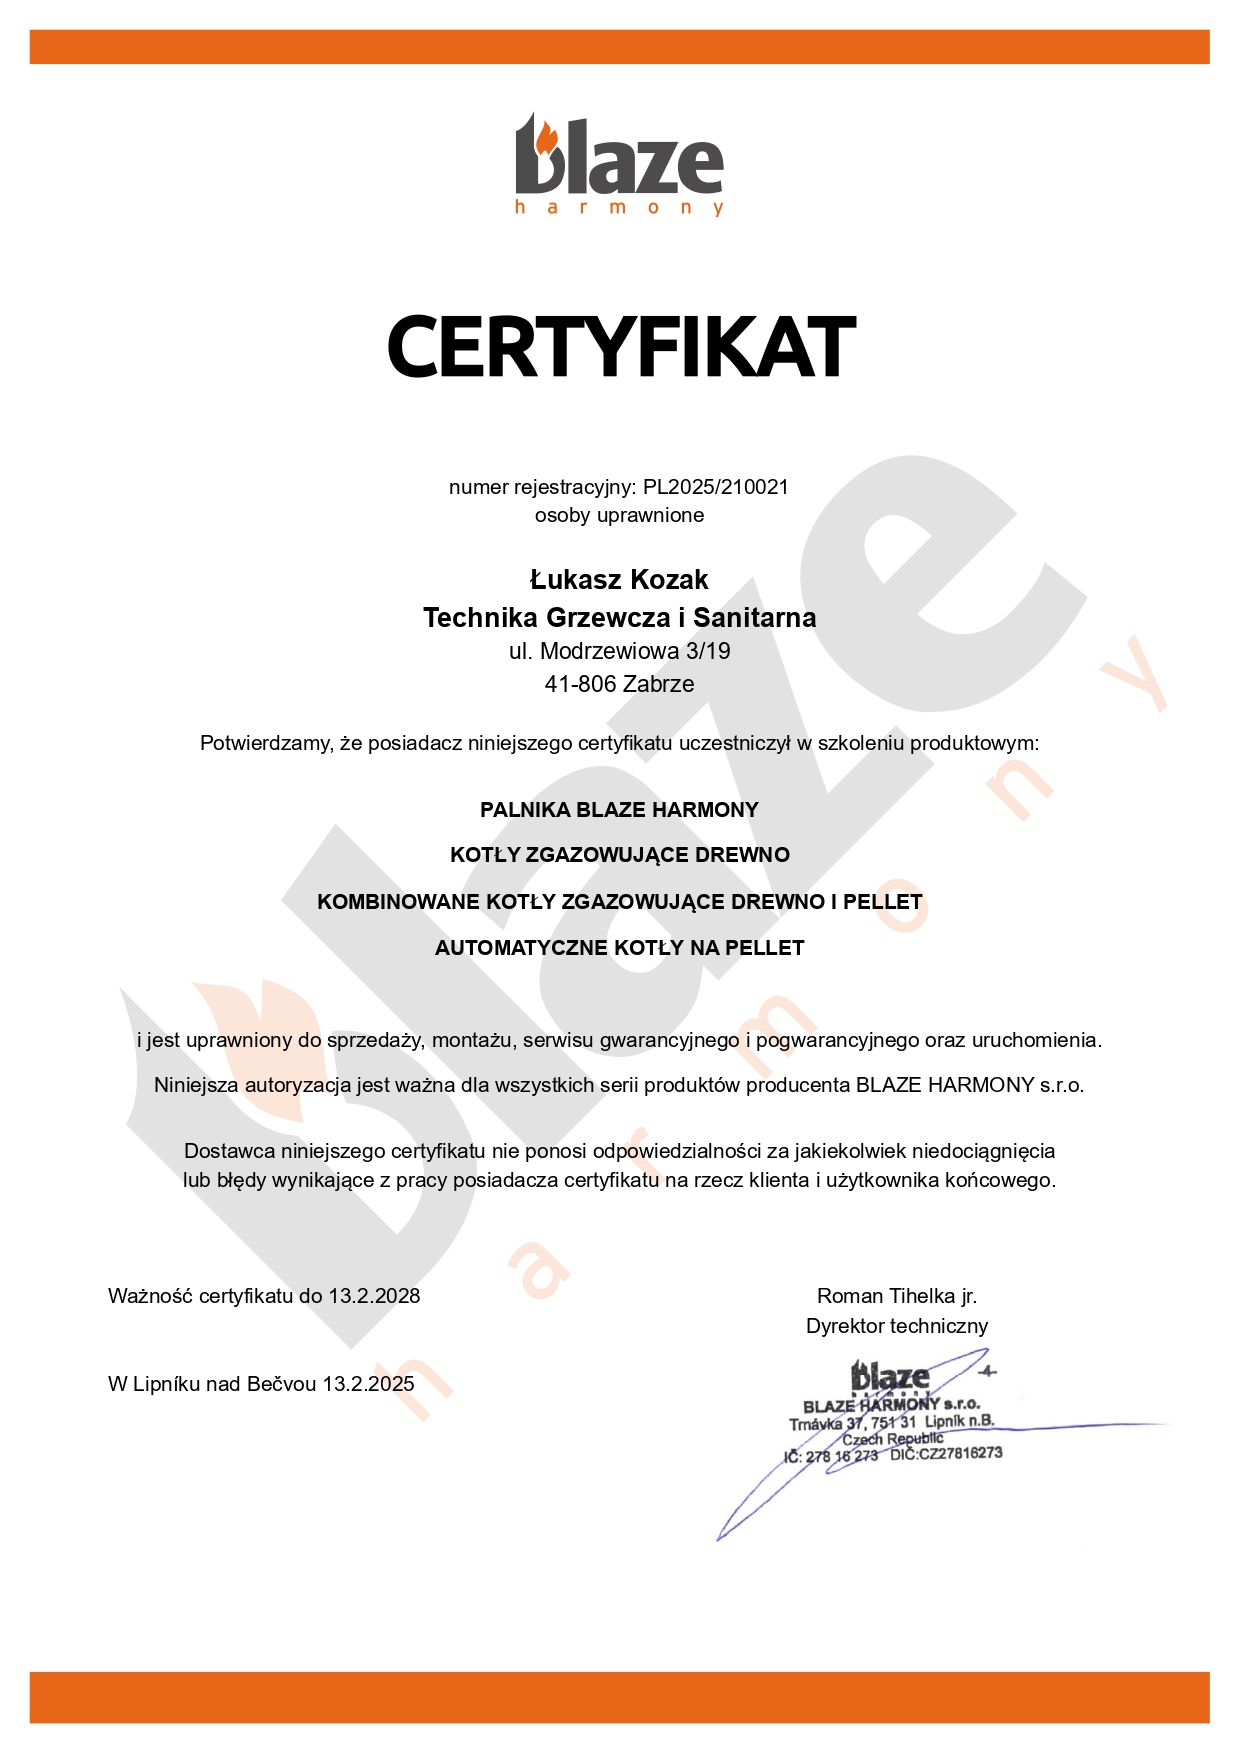 blaze
harmony
CERTYFIKAT
numer rejestracyjny: PL2025/210021
osoby uprawnione
Łukasz Kozak
Technika Grzewcza i Sanitarna
ul. Modrzewiowa 3/19
41-806 Zabrze
Potwierdzamy, że posiadacz niniejszego certyfikatu uczestniczył w szkoleniu produktowym:
PALNIKA BLAZE HARMONY
KOTŁY ZGAZOWUJĄCE DREWNO
KOMBINOWANE KOTŁY ZGAZOWUJĄCE DREWNO I PELLET
AUTOMATYCZNE KOTŁY NA PELLET
i jest uprawniony do sprzedaży, montażu, serwisu gwarancyjnego i pogwarancyjnego oraz uruchomienia.
Niniejsza autoryzacja jest ważna dla wszystkich serii produktów producenta BLAZE HARMONY s.r.o.
Dostawca niniejszego certyfikatu nie ponosi odpowiedzialności za jakiekolwiek niedociągnięcia
lub błędy wynikające z pracy posiadacza certyfikatu na rzecz klienta i użytkownika końcowego.
Ważność certyfikatu do 13.2.2028
Roman Tihelka jr.
Dyrektor techniczny
W Lipníku nad Bečvou 13.2.2025
blaze -4-
harmony
BLAZE HARMONY s.r.o.
Trnávka 37, 751 31 Lipník n.B.
Czech Republic
IČ: 278 16 273 DIČ:CZ27816273
blaze
harmony